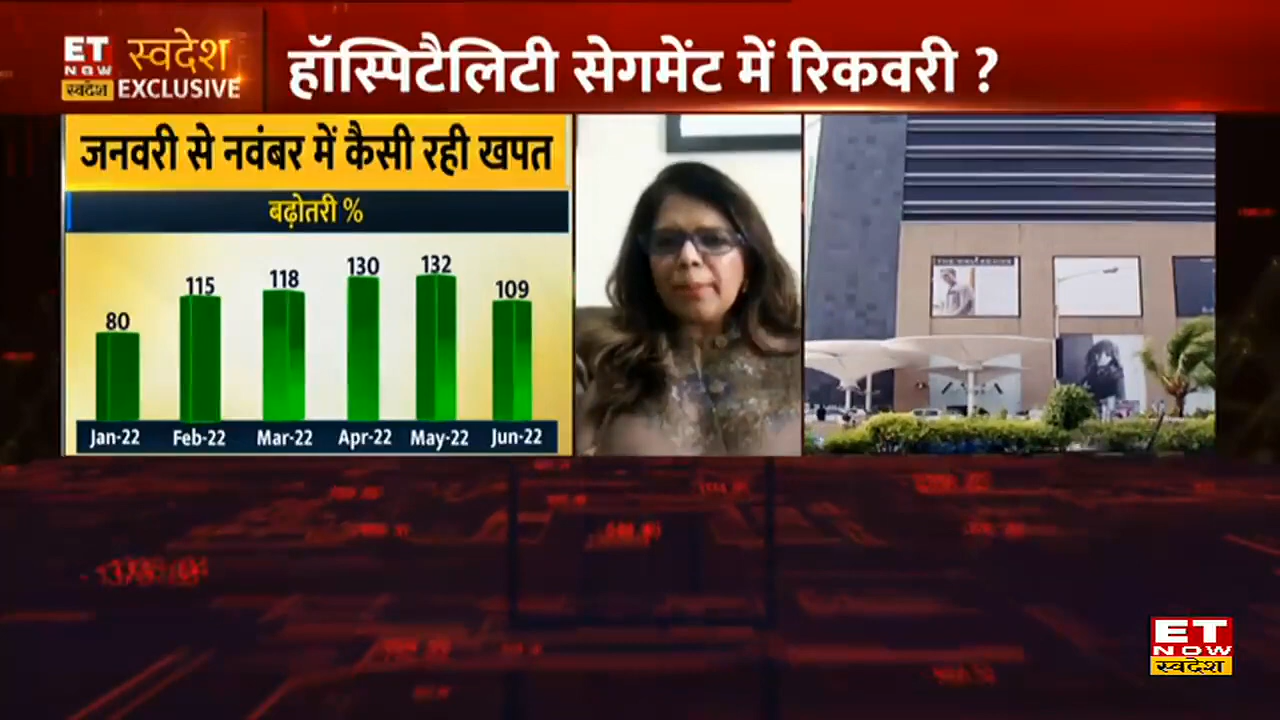 ET
NOW
स्वदेश
स्वदेश
EXCLUSIVE
हॉस्पिटैलिटी सेगमेंट में रिकवरी ?
जनवरी से नवंबर में कैसी रही खपत
बढ़ोतरी %
80 115 118 130 132 109
Jan-22 Feb-22 Mar-22 Apr-22 May-22 Jun-22
ET
NOW
स्वदेश